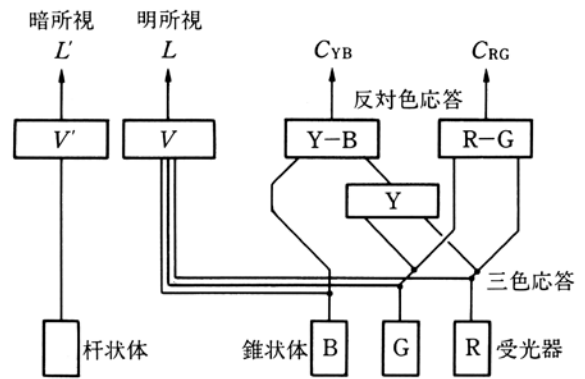 暗所視 明所視
L′ L C_YB C_RG
反対色応答
V′ V Y−B R−G
Y
三色応答
杆状体 錐状体 B G R 受光器